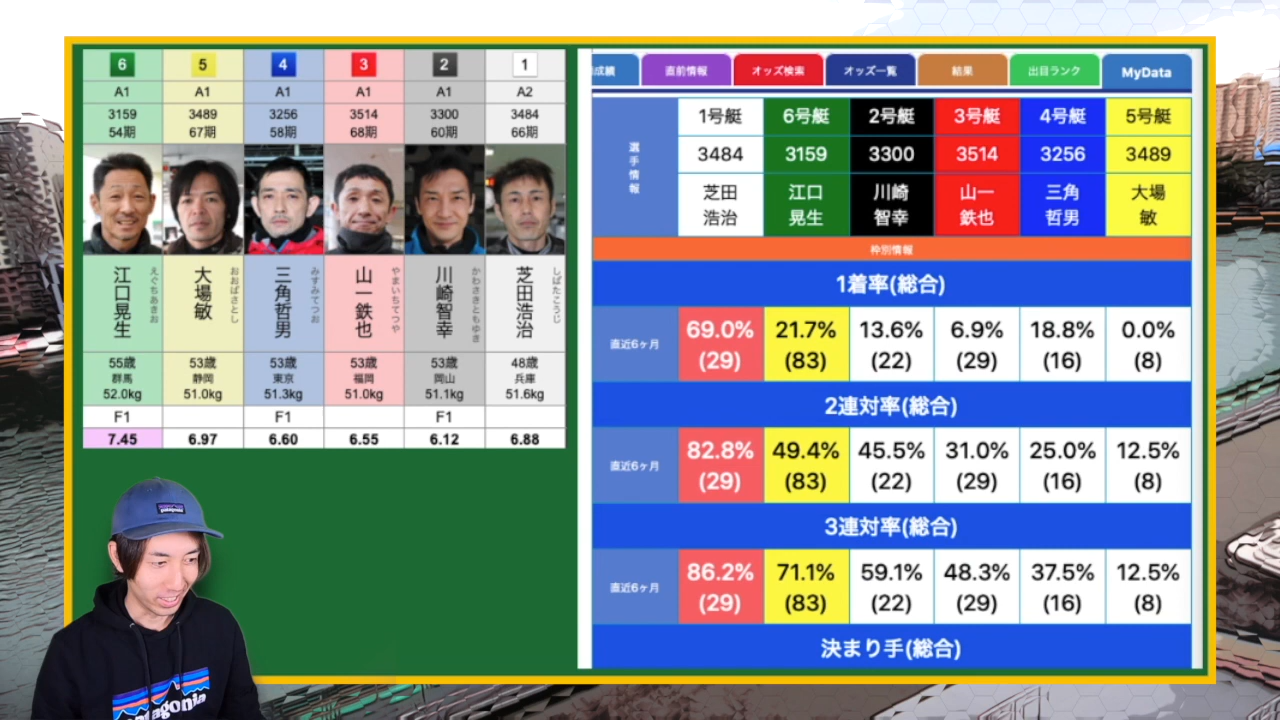 6 5 4 3 2 1
A1 A1 A1 A1 A1 A2
3159 3489 3256 3514 3300 3484
54期 67期 58期 68期 60期 66期
江口晃生 えぐちあきお
大場敏 おおばさとし
三角哲男 みすみてつお
山一鉄也 やまいちてつや
川崎智幸 かわさきともゆき
芝田浩治 しばたこうじ
55歳 53歳 53歳 53歳 53歳 48歳
群馬 静岡 東京 福岡 岡山 兵庫
52.0kg 51.0kg 51.3kg 51.0kg 51.1kg 51.6kg
F1 F1 F1
7.45 6.97 6.60 6.55 6.12 6.88
成績 直前情報 オッズ検索 オッズ一覧 結果 出目ランク MyData
選手情報
1号艇 6号艇 2号艇 3号艇 4号艇 5号艇
3484 3159 3300 3514 3256 3489
芝田 江口 川崎 山一 三角 大場
浩治 晃生 智幸 鉄也 哲男 敏
枠別情報
1着率(総合)
直近6ヶ月
69.0% 21.7% 13.6% 6.9% 18.8% 0.0%
(29) (83) (22) (29) (16) (8)
2連対率(総合)
直近6ヶ月
82.8% 49.4% 45.5% 31.0% 25.0% 12.5%
(29) (83) (22) (29) (16) (8)
3連対率(総合)
直近6ヶ月
86.2% 71.1% 59.1% 48.3% 37.5% 12.5%
(29) (83) (22) (29) (16) (8)
決まり手(総合)
patagonia
patagonia